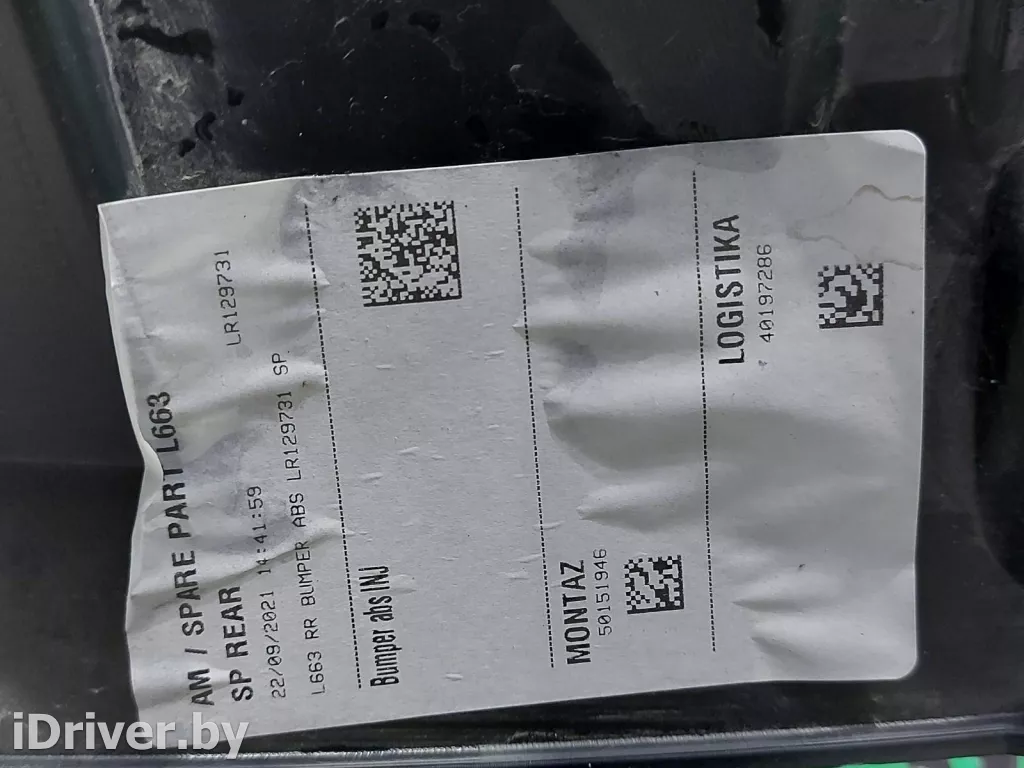 AM / SPARE PART L663
SP REAR
LR129731
22/09/2021 14:41:59
L663 RR BUMPER ABS LR129731 SP
Bumper abs INJ
MONTAZ
50151946
LOGISTIKA
40197286
iDriver.by